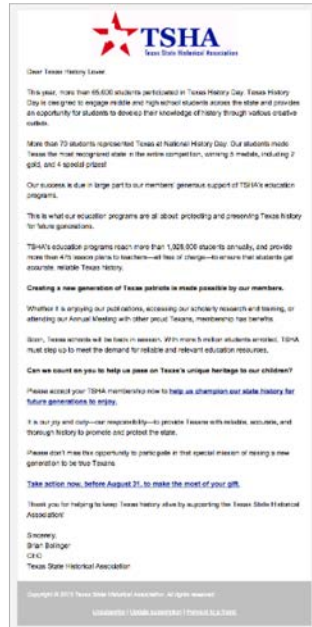 TSHA
Texas State Historical Association
Dear Texas History Lover,
This year, more than 65,000 students participated in Texas History Day. Texas History
Day is designed to engage middle and high school students across the state and provides
an opportunity for students to develop their knowledge of history through various creative
outlets.
More than 70 students represented Texas at National History Day. Our students made
Texas the most recognized state in the entire competition, winning 5 medals, including 2
gold, and 4 special prizes!
Our success is due in large part to our members' generous support of TSHA's education
programs.
This is what our education programs are all about: protecting and preserving Texas history
for future generations.
TSHA's education programs reach more than students annually, and provide
more than 475 lesson plans to teachers—all free of charge—to ensure that students get
accurate, reliable Texas history.
Creating a new generation of Texas patriots is made possible by our members.
Whether it is enjoying our publications, accessing our scholarly research and training, or
attending our Annual Meeting with other proud Texans, membership has benefits.
Soon, Texas schools will be back in session. With more 5 million students enrolled, TSHA
must step up to meet the demand for reliable and relevant education resources.
Can we count on you to help us pass on Texas's unique heritage to our children?
Please accept your TSHA membership now to help us champion our state history for
future generations to enjoy.
It is our joy and duty—our responsibility—to provide Texans with reliable, accurate, and
thorough history to promote and protect the state.
Please don't miss this opportunity to participate in that special mission of raising a new
generation to be true Texans.
Take action now, before August 31, to make the most of your gift.
Thank you for helping to keep Texas history alive by supporting the Texas State Historical
Association!
Sincerely,
Brian Bolinger
CEO
Texas State Historical Association
Copyright © Texas State Historical Association, All rights reserved.
Unsubscribe | Update subscription | Forward to a friend